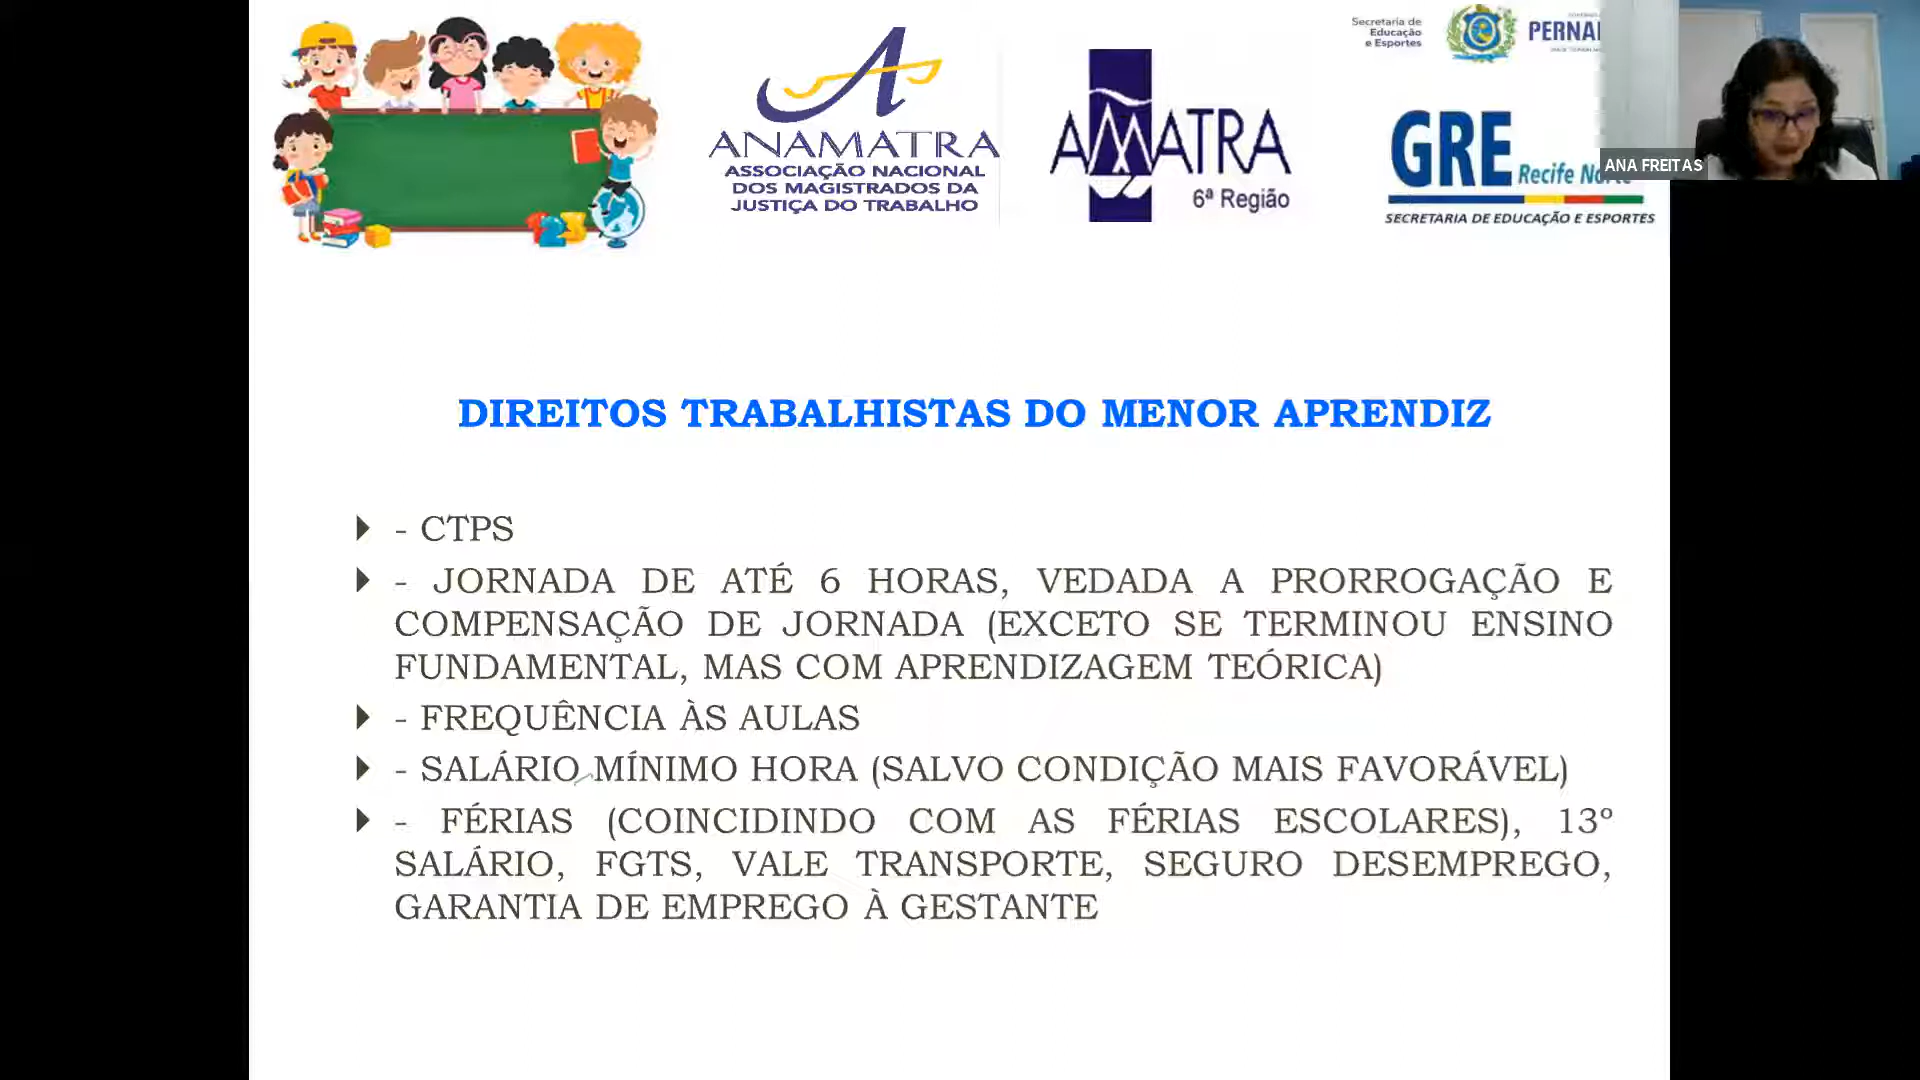 ANAMATRA
ASSOCIAÇÃO NACIONAL
DOS MAGISTRADOS DA
JUSTIÇA DO TRABALHO
AMATRA
6ª Região
Secretaria de
Educação
e Esportes
GRE Recife Norte
SECRETARIA DE EDUCAÇÃO E ESPORTES
ANA FREITAS
123
DIREITOS TRABALHISTAS DO MENOR APRENDIZ
- CTPS
- JORNADA DE ATÉ 6 HORAS, VEDADA A PRORROGAÇÃO E
COMPENSAÇÃO DE JORNADA (EXCETO SE TERMINOU ENSINO
FUNDAMENTAL, MAS COM APRENDIZAGEM TEÓRICA)
- FREQUÊNCIA ÀS AULAS
- SALÁRIO MÍNIMO HORA (SALVO CONDIÇÃO MAIS FAVORÁVEL)
- FÉRIAS (COINCIDINDO COM AS FÉRIAS ESCOLARES), 13º
SALÁRIO, FGTS, VALE TRANSPORTE, SEGURO DESEMPREGO,
GARANTIA DE EMPREGO À GESTANTE